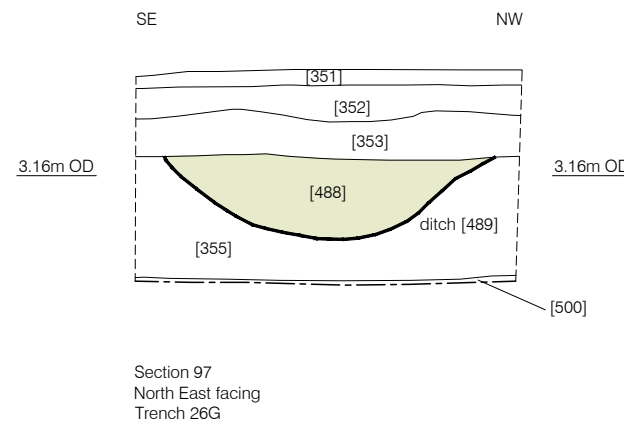 SE
NW
[351]
[352]
[353]
3.16m OD
3.16m OD
[488]
ditch [489]
[355]
[500]
Section 97
North East facing
Trench 26G